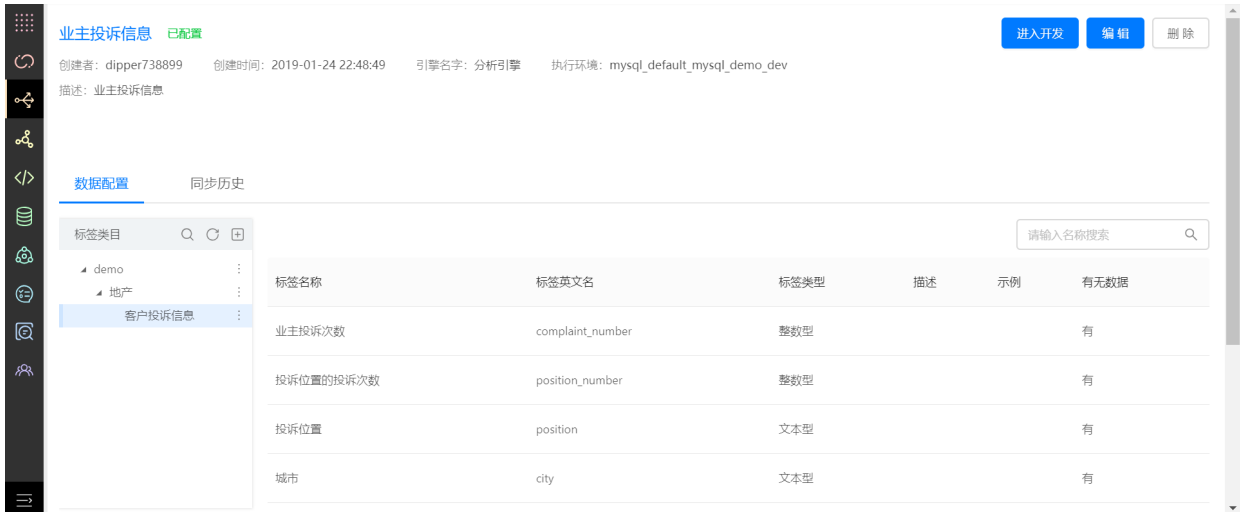 业主投诉信息 已配置 进入开发 编 辑 删 除
创建者：dipper738899 创建时间：2019-01-24 22:48:49 引擎名字：分析引擎 执行环境：mysql_default_mysql_demo_dev
描述：业主投诉信息
数据配置 同步历史
标签类目 请输入名称搜索
demo
地产
客户投诉信息
标签名称 标签英文名 标签类型 描述 示例 有无数据
业主投诉次数 complaint_number 整数型 有
投诉位置的投诉次数 position_number 整数型 有
投诉位置 position 文本型 有
城市 city 文本型 有